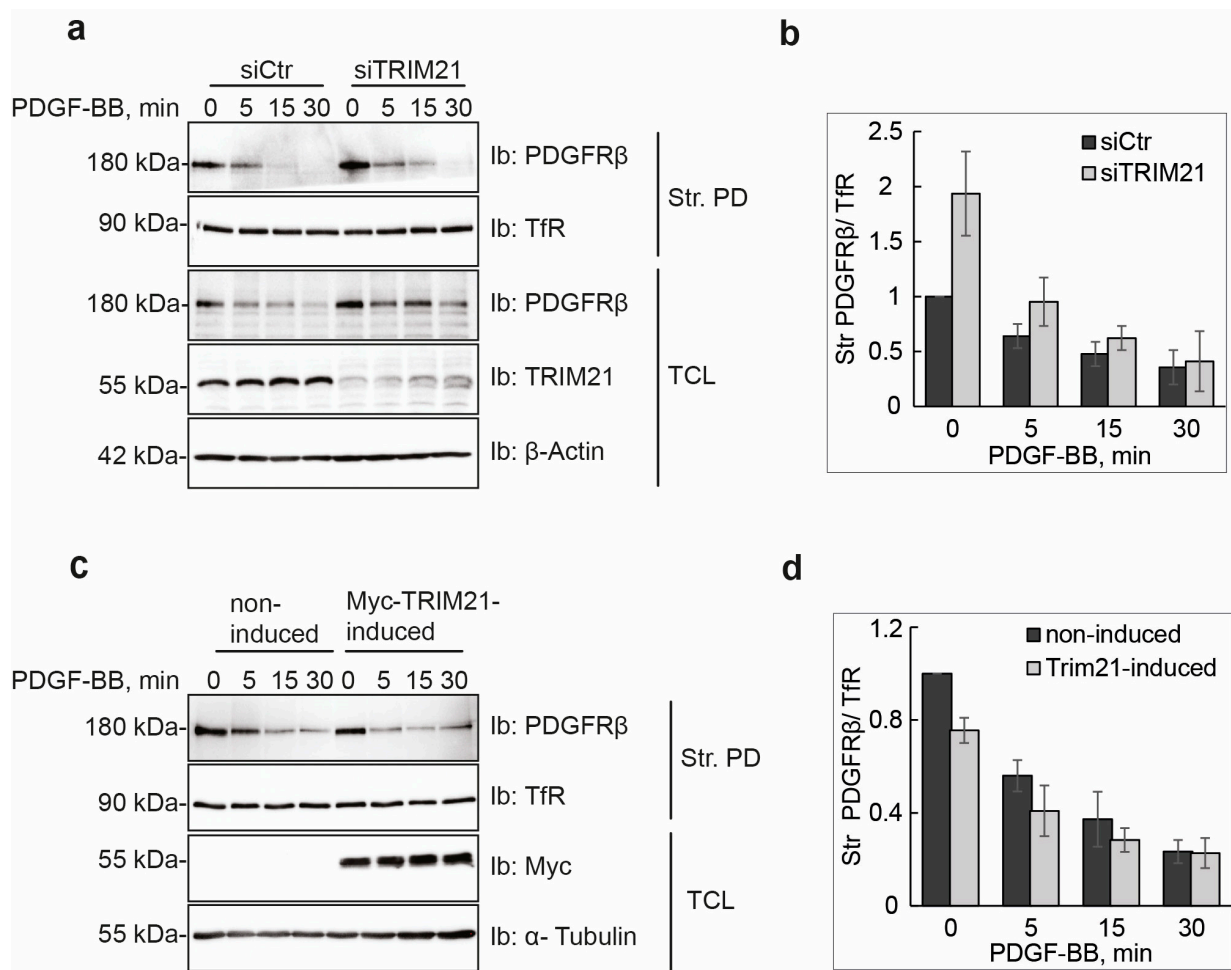 a
siCtr siTRIM21
PDGF-BB, min 0 5 15 30 0 5 15 30
180 kDa- Ib: PDGFRβ
90 kDa- Ib: TfR
Str. PD
180 kDa- Ib: PDGFRβ
55 kDa- Ib: TRIM21
42 kDa- Ib: β-Actin
TCL
b
Str PDGFRβ/ TfR
2.5
2
1.5
1
0.5
0
siCtr
siTRIM21
0 5 15 30
PDGF-BB, min
c
non-
induced
Myc-TRIM21-
induced
PDGF-BB, min 0 5 15 30 0 5 15 30
180 kDa- Ib: PDGFRβ
90 kDa- Ib: TfR
Str. PD
55 kDa- Ib: Myc
55 kDa- Ib: α- Tubulin
TCL
d
Str PDGFRβ/ TfR
1.2
0.8
0.4
0
non-induced
Trim21-induced
0 5 15 30
PDGF-BB, min